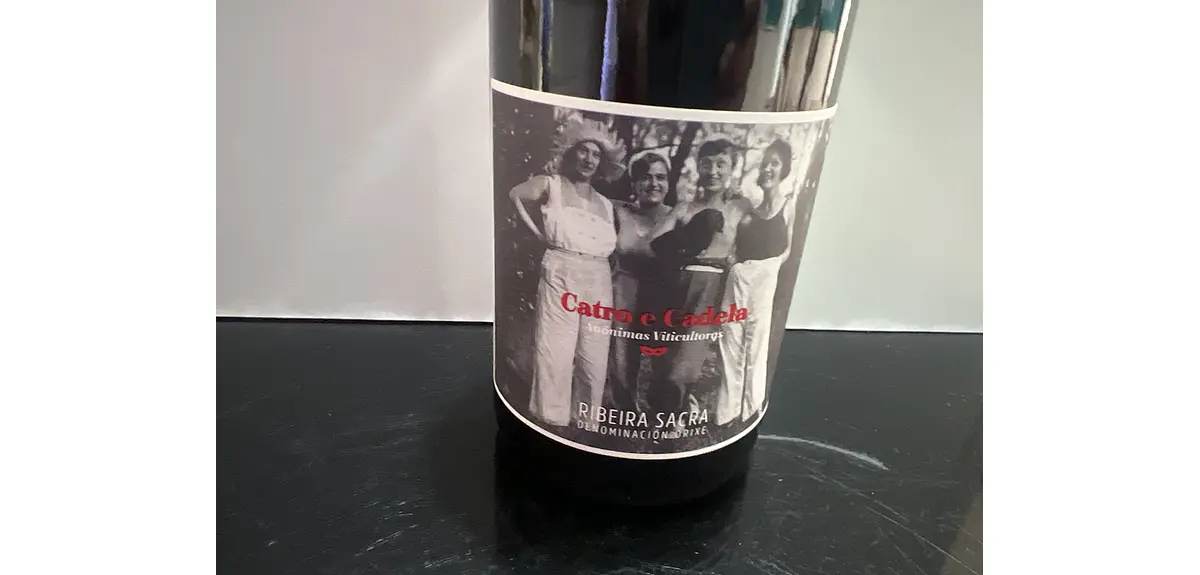 Catro e Cadela
Anónimas Viticultoras
RIBEIRA SACRA
DENOMINACIÓN ORIXE